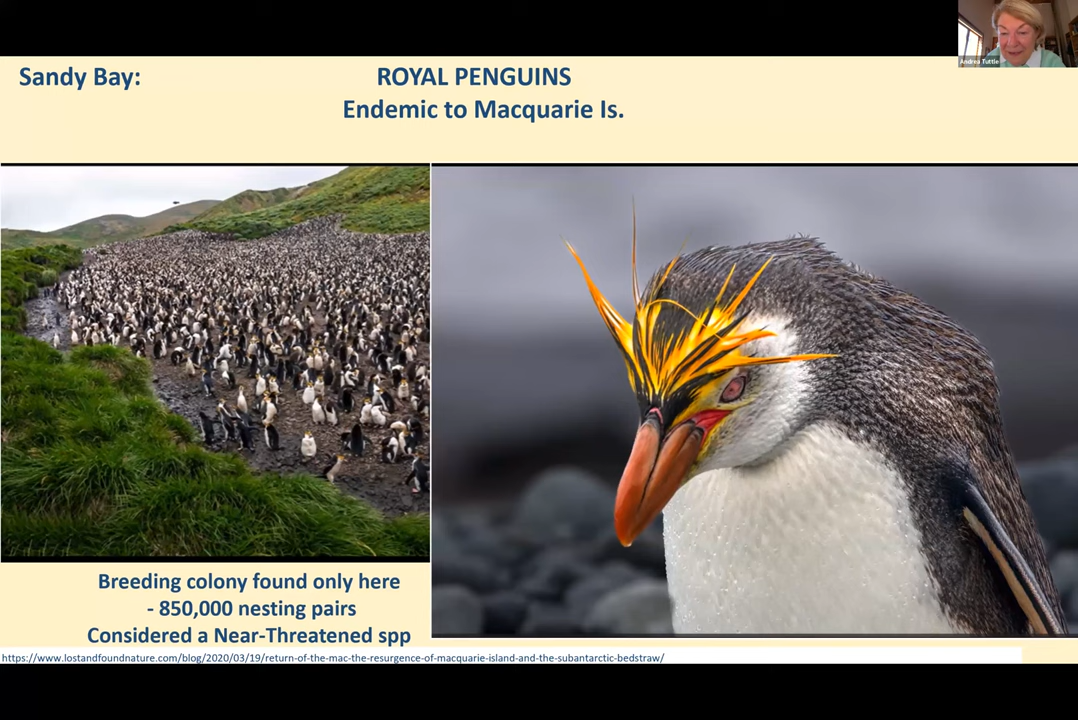 Andrea Tuttle
Sandy Bay:
ROYAL PENGUINS
Endemic to Macquarie Is.
Breeding colony found only here
- 850,000 nesting pairs
Considered a Near-Threatened spp
https://www.lostandfoundnature.com/blog/2020/03/19/return-of-the-mac-the-resurgence-of-macquarie-island-and-the-subantarctic-bedstraw/